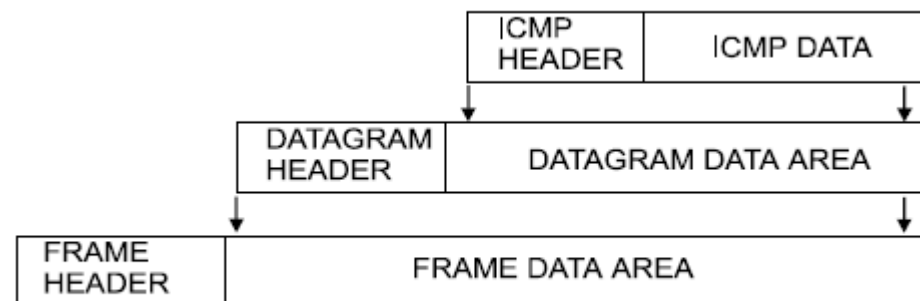 ICMP
HEADER
ICMP DATA
DATAGRAM
HEADER
DATAGRAM DATA AREA
FRAME
HEADER
FRAME DATA AREA